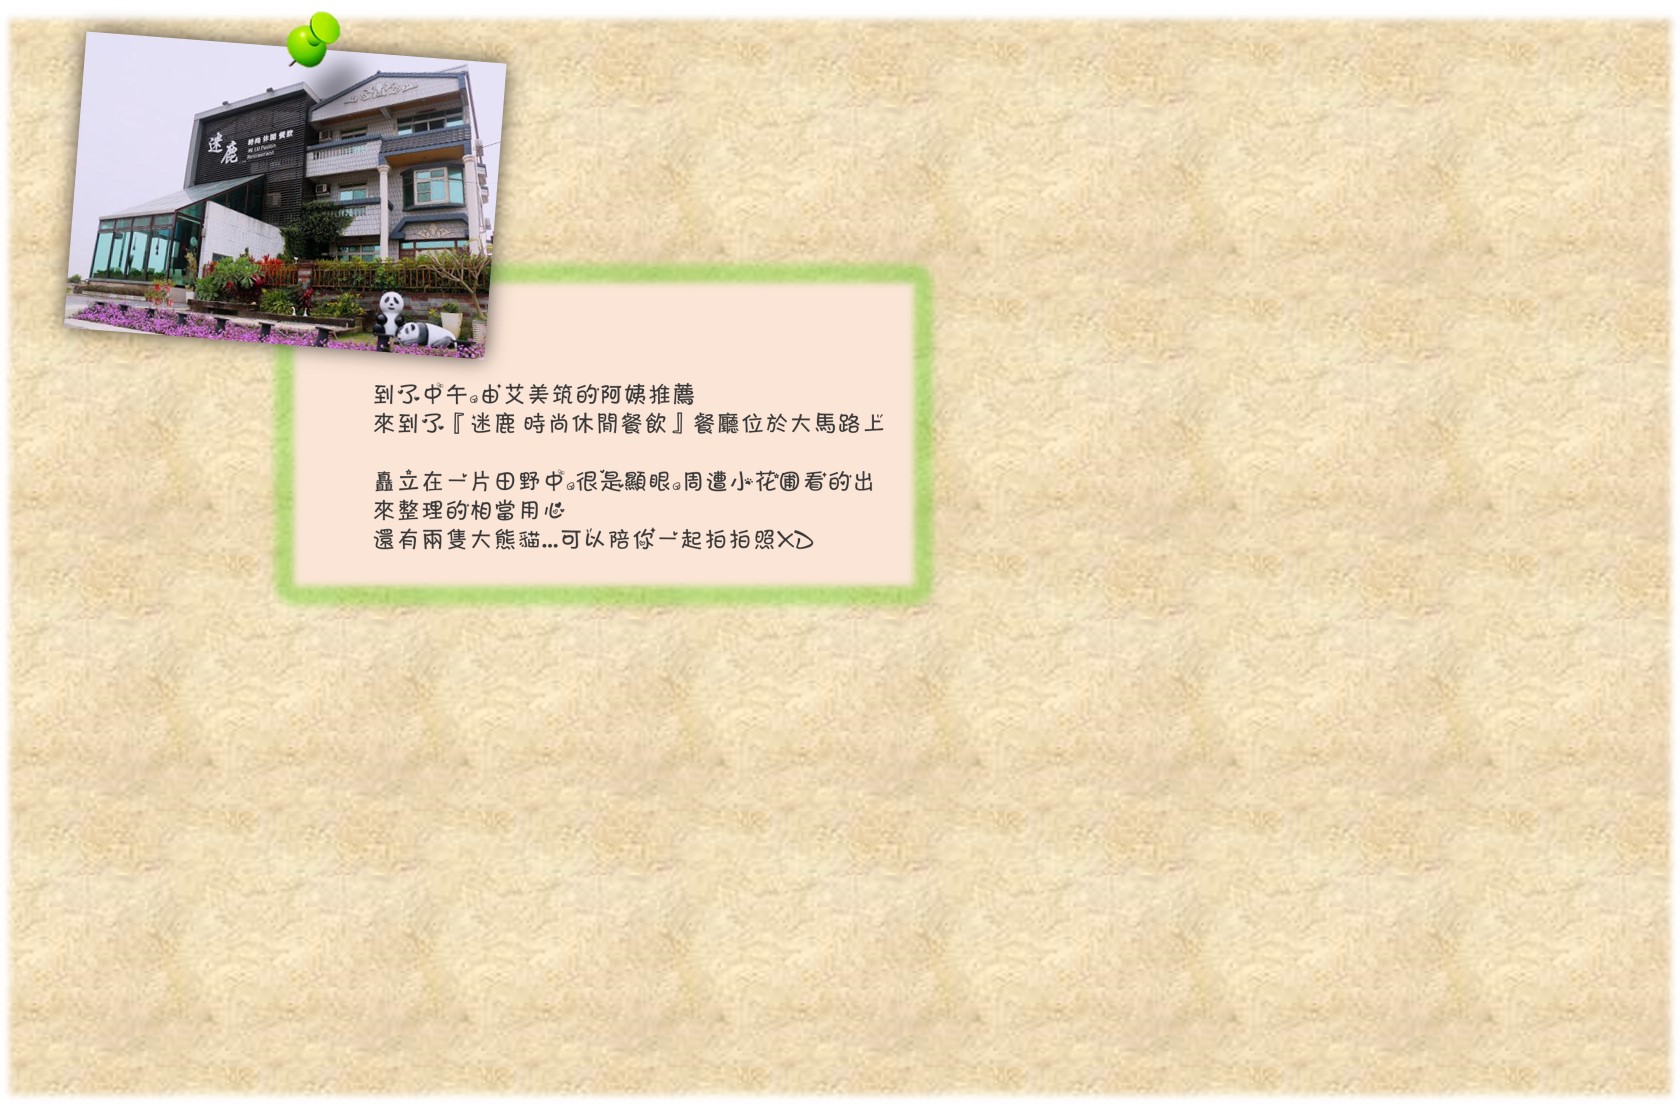 迷鹿
時尚 休閒 餐飲
Mi LU Fusion
Restaurant
到了中午。由艾美筑的阿姨推薦
來到了『迷鹿 時尚休閒餐飲』餐廳位於大馬路上
矗立在一片田野中。很是顯眼。周遭小花圃看的出
來整理的相當用心
還有兩隻大熊貓...可以陪你一起拍拍照XD